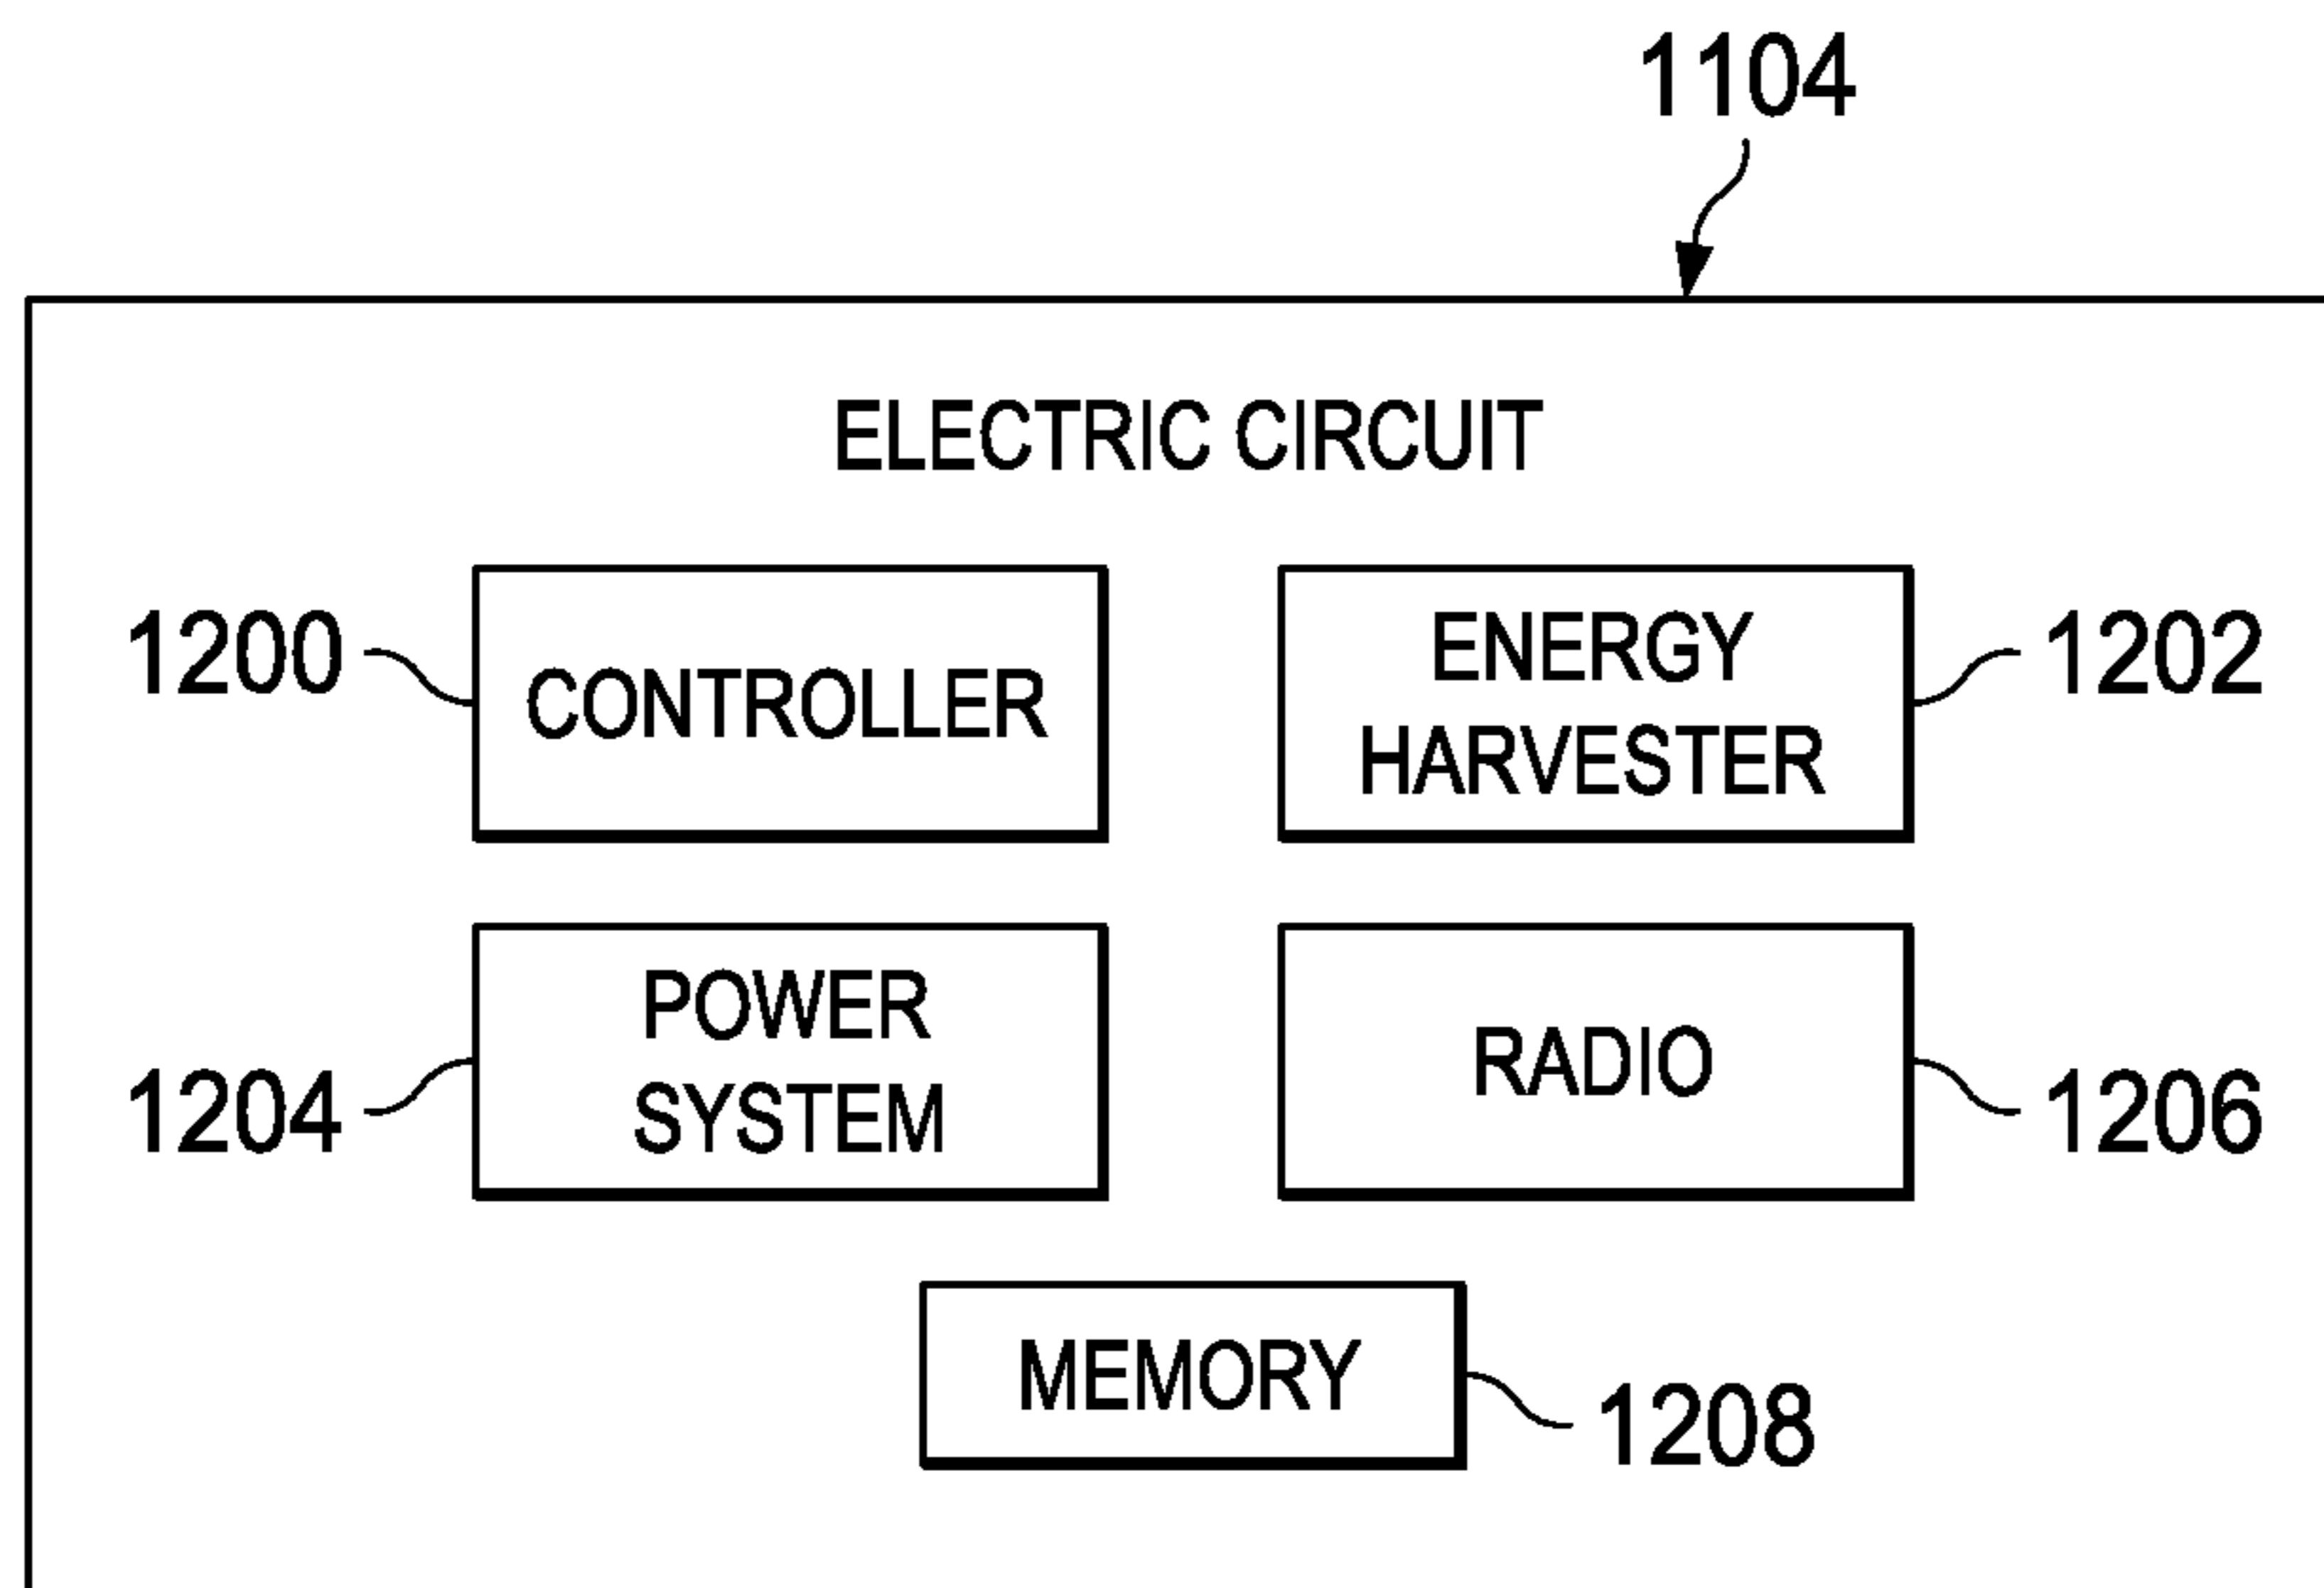 1104
ELECTRIC CIRCUIT
1200
CONTROLLER
ENERGY
HARVESTER
1202
1204
POWER
SYSTEM
RADIO
1206
MEMORY
1208